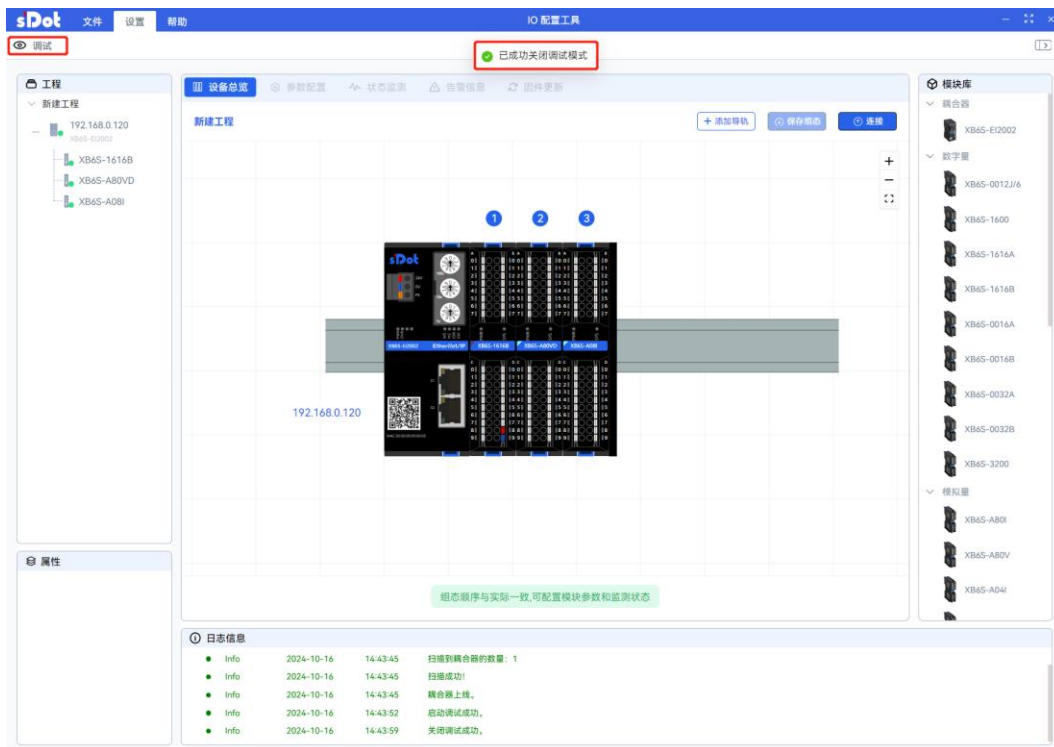 sDot 文件 设置 帮助 IO 配置工具
调试
已成功关闭调试模式
工程
新建工程
192.168.0.120
XB6S-EI2002
XB6S-1616B
XB6S-A80VD
XB6S-A08I
属性
设备总览 参数配置 状态监测 告警信息 固件更新
新建工程
添加导轨 保存组态 连接
1 2 3
sDot
XB6S-EI2002 EtherNet/IP XB6S-1616B XB6S-A80VD XB6S-A08I
192.168.0.120
组态顺序与实际一致,可配置模块参数和监测状态
模块库
耦合器
XB6S-EI2002
数字量
XB6S-0012J/6
XB6S-1600
XB6S-1616A
XB6S-1616B
XB6S-0016A
XB6S-0016B
XB6S-0032A
XB6S-0032B
XB6S-3200
模拟量
XB6S-A80I
XB6S-A80V
XB6S-A04I
日志信息
Info 2024-10-16 14:43:45 扫描到耦合器的数量：1
Info 2024-10-16 14:43:45 扫描成功!
Info 2024-10-16 14:43:45 耦合器上线。
Info 2024-10-16 14:43:52 启动调试成功。
Info 2024-10-16 14:43:59 关闭调试成功。